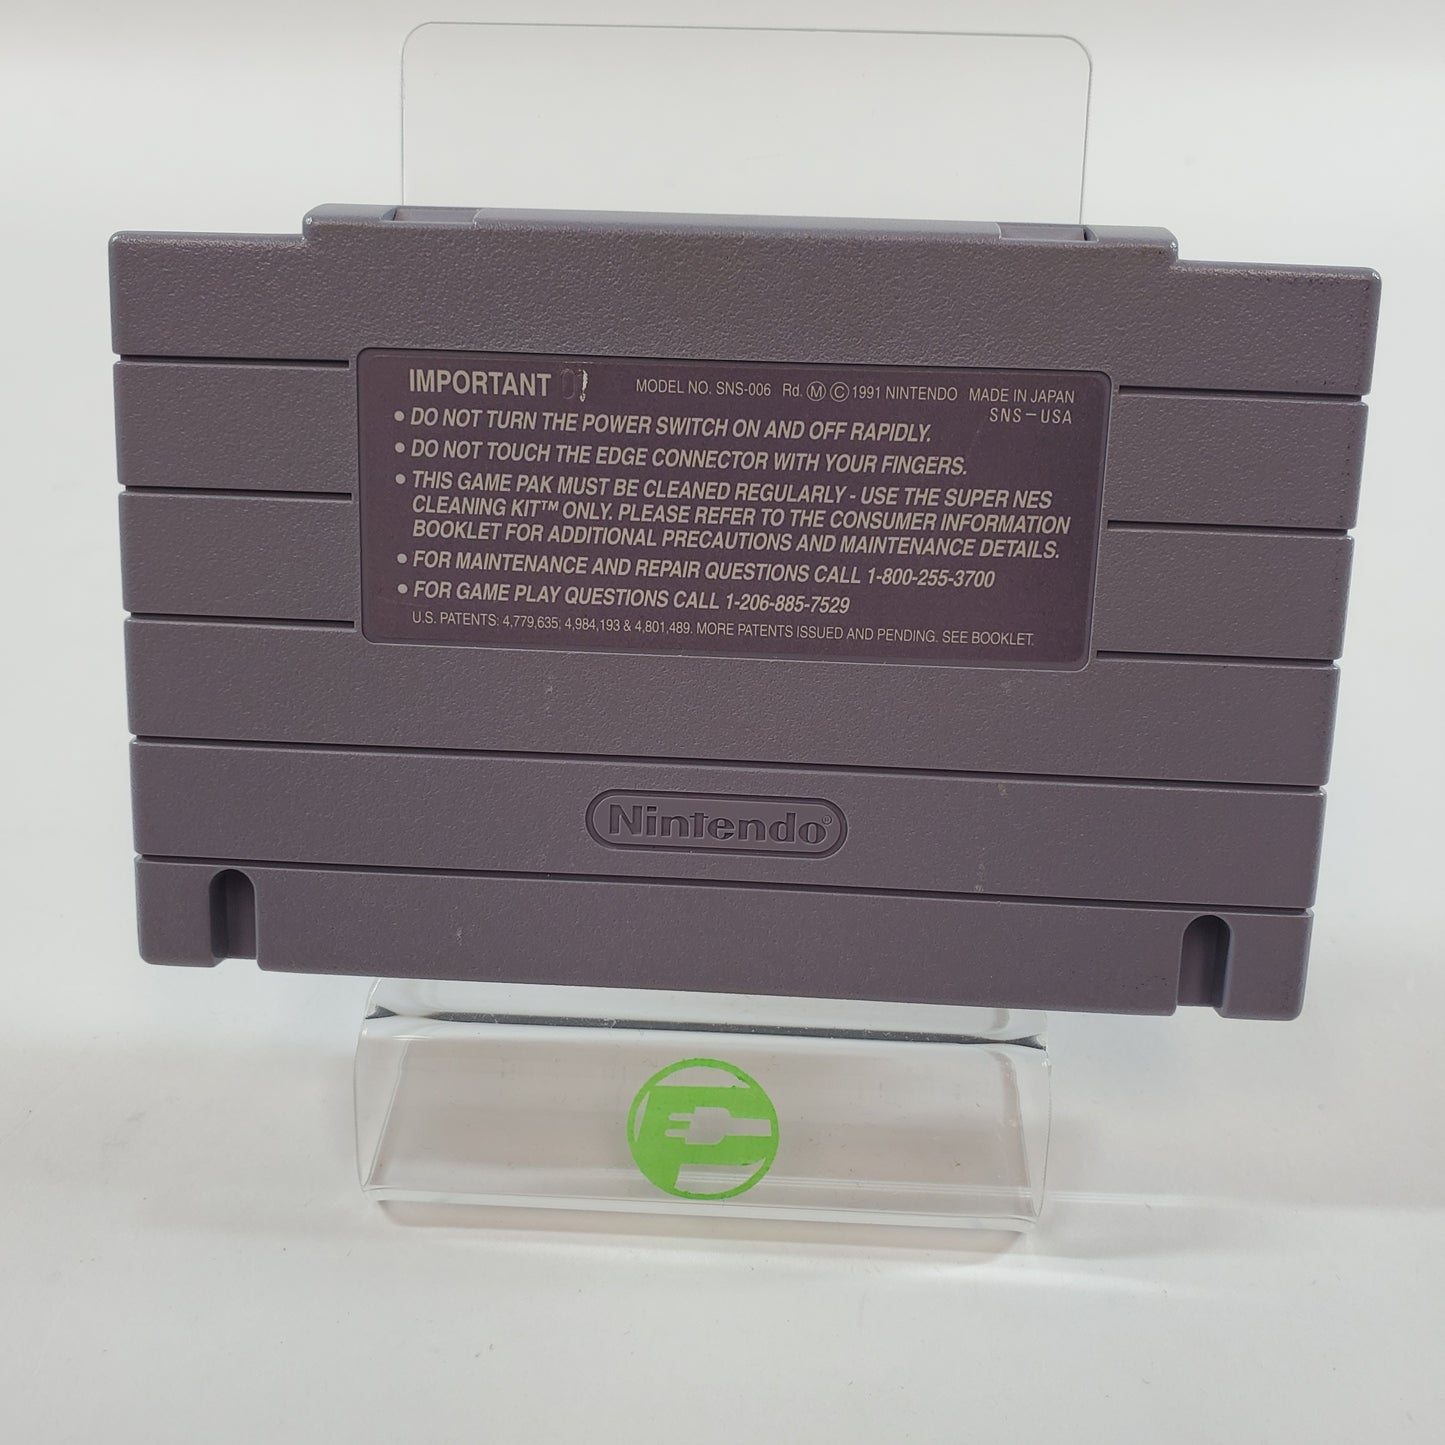 IMPORTANT MODEL NO. SNS-006 Rd. Ⓜ © 1991 NINTENDO MADE IN JAPAN
SNS-USA
• DO NOT TURN THE POWER SWITCH ON AND OFF RAPIDLY.
• DO NOT TOUCH THE EDGE CONNECTOR WITH YOUR FINGERS.
• THIS GAME PAK MUST BE CLEANED REGULARLY - USE THE SUPER NES
CLEANING KIT™ ONLY. PLEASE REFER TO THE CONSUMER INFORMATION
BOOKLET FOR ADDITIONAL PRECAUTIONS AND MAINTENANCE DETAILS.
• FOR MAINTENANCE AND REPAIR QUESTIONS CALL 1-800-255-3700
• FOR GAME PLAY QUESTIONS CALL 1-206-885-7529
U.S. PATENTS: 4,779,635; 4,984,193 & 4,801,489. MORE PATENTS ISSUED AND PENDING. SEE BOOKLET.
Nintendo®